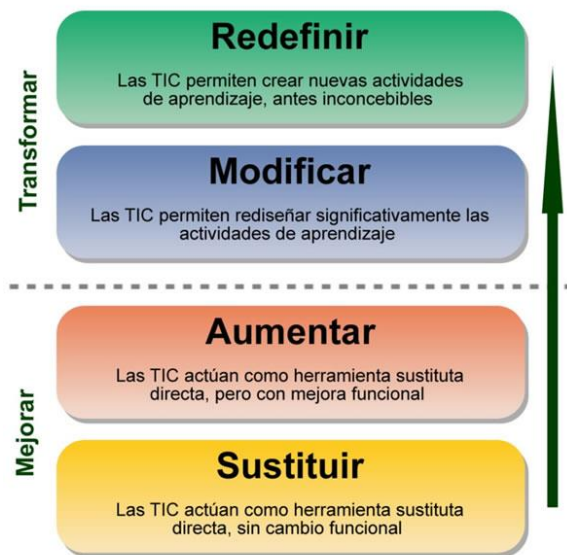 Transformar
Redefinir
Las TIC permiten crear nuevas actividades
de aprendizaje, antes inconcebibles
Modificar
Las TIC permiten rediseñar significativamente las
actividades de aprendizaje
Mejorar
Aumentar
Las TIC actúan como herramienta sustituta
directa, pero con mejora funcional
Sustituir
Las TIC actúan como herramienta sustituta
directa, sin cambio funcional